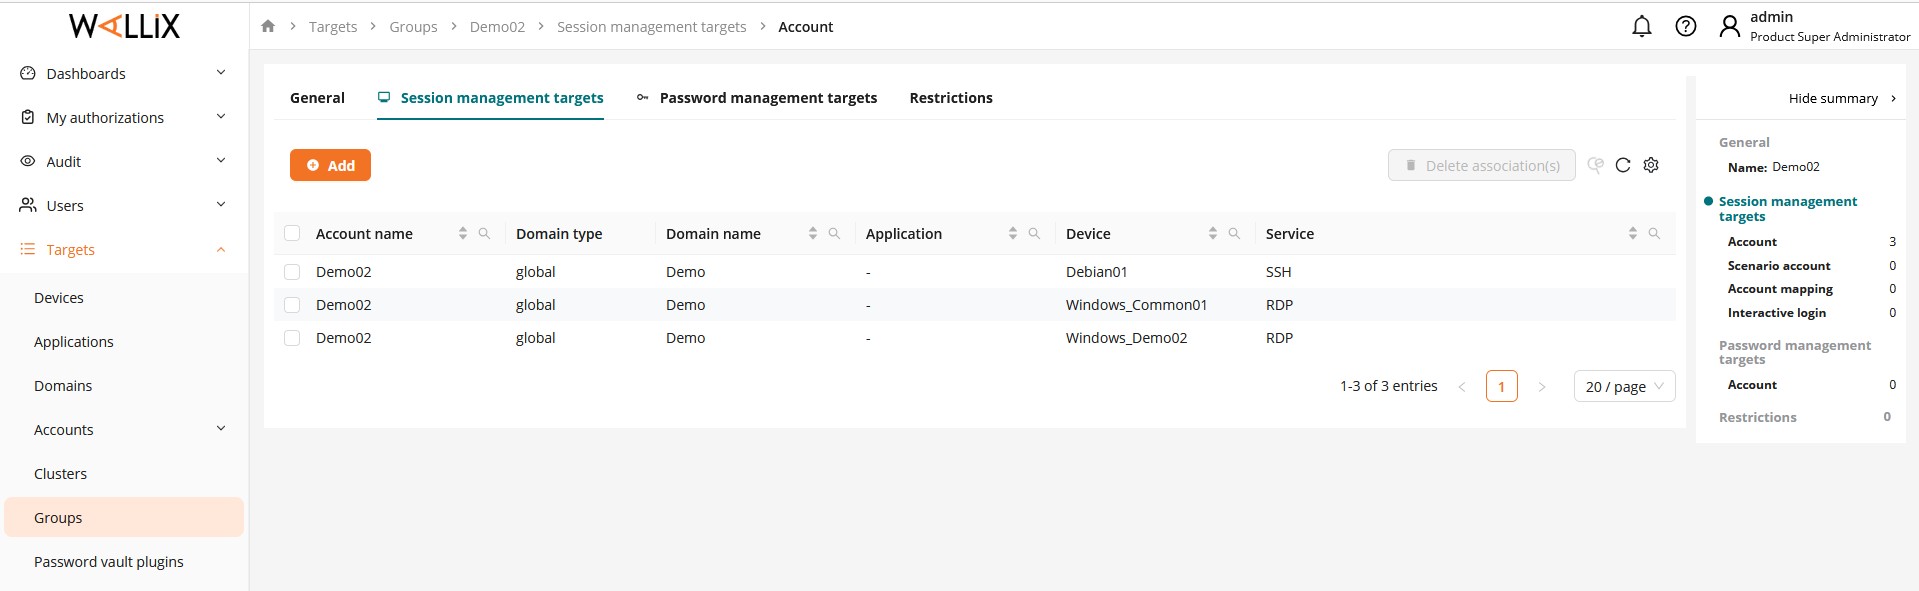 WALLIX
Targets > Groups > Demo02 > Session management targets > Account
admin
Product Super Administrator
Dashboards
My authorizations
Audit
Users
Targets
Devices
Applications
Domains
Accounts
Clusters
Groups
Password vault plugins
General Session management targets Password management targets Restrictions
Add Delete association(s)
Account name Domain type Domain name Application Device Service
Demo02 global Demo - Debian01 SSH
Demo02 global Demo - Windows_Common01 RDP
Demo02 global Demo - Windows_Demo02 RDP
1-3 of 3 entries < 1 > 20 / page
Hide summary >
General
Name: Demo02
Session management
targets
Account 3
Scenario account 0
Account mapping 0
Interactive login 0
Password management
targets
Account 0
Restrictions 0